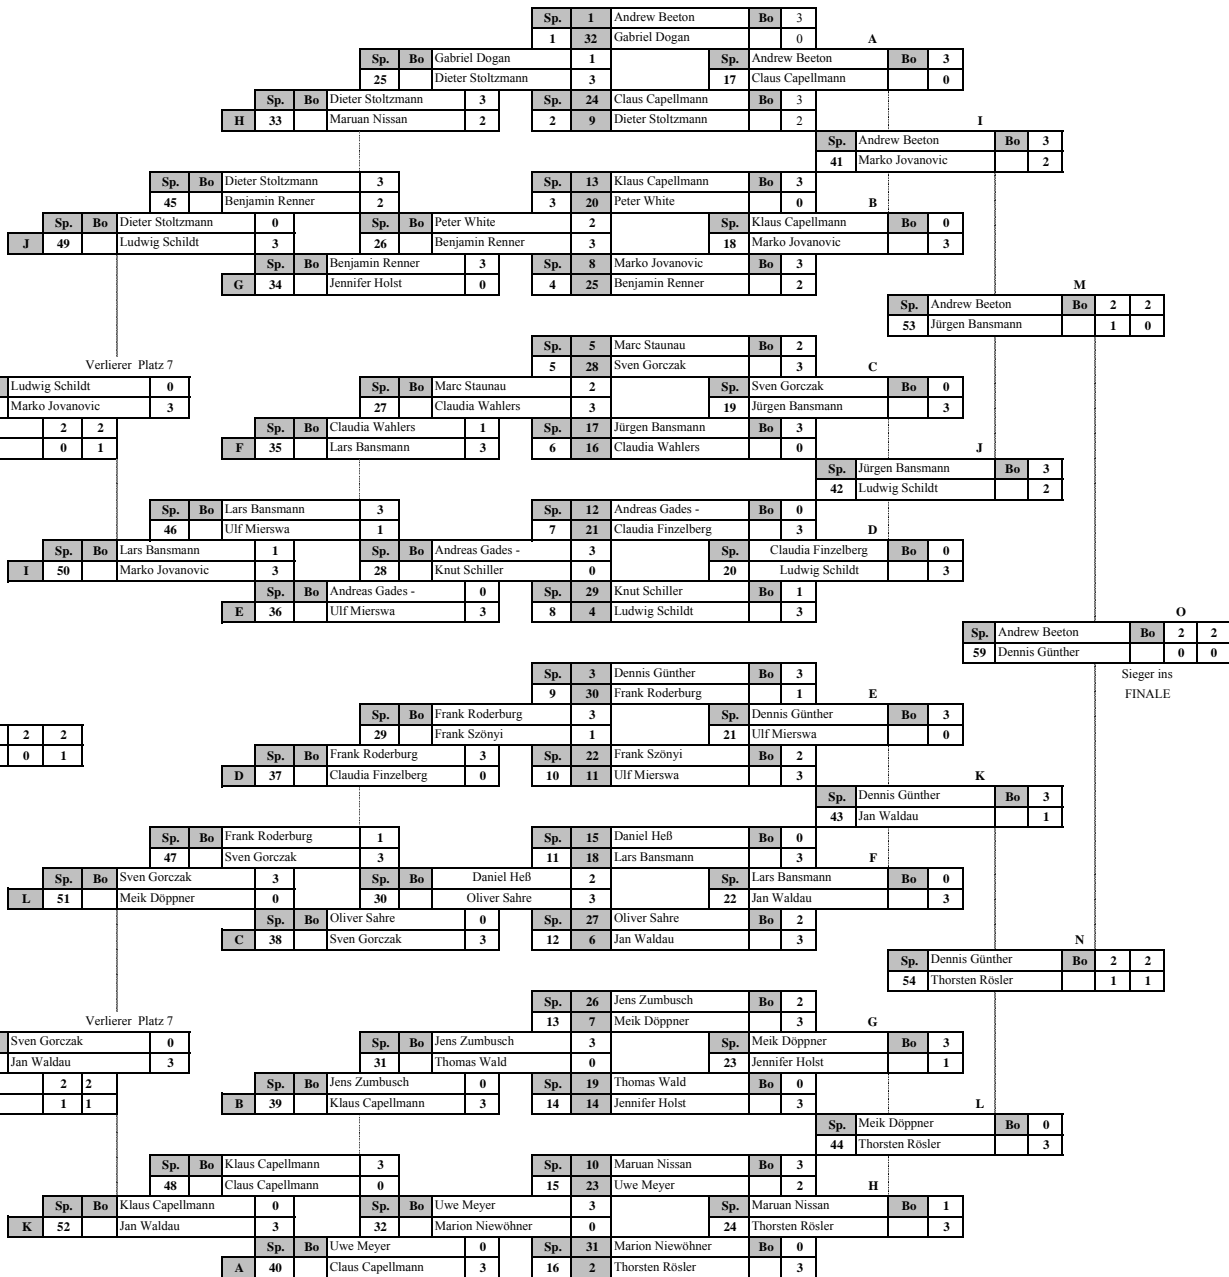 Sp. 1 Andrew Beeton Bo 3
1 32 Gabriel Dogan 0 A
Sp. Bo Gabriel Dogan 1 Sp. Andrew Beeton Bo 3
25 Dieter Stoltzmann 3 17 Claus Capellmann 0
Sp. Bo Dieter Stoltzmann 3 Sp. 24 Claus Capellmann Bo 3
H 33 Maruan Nissan 2 2 9 Dieter Stoltzmann 2 I
Sp. Andrew Beeton Bo 3
41 Marko Jovanovic 2
Sp. Bo Dieter Stoltzmann 3 Sp. 13 Klaus Capellmann Bo 3
45 Benjamin Renner 2 3 20 Peter White 0 B
Sp. Bo Dieter Stoltzmann 0 Sp. Bo Peter White 2 Sp. Klaus Capellmann Bo 0
J 49 Ludwig Schildt 3 26 Benjamin Renner 3 18 Marko Jovanovic 3
Sp. Bo Benjamin Renner 3 Sp. 8 Marko Jovanovic Bo 3
G 34 Jennifer Holst 0 4 25 Benjamin Renner 2 M
Sp. Andrew Beeton Bo 2 2
53 Jürgen Bansmann 1 0
Sp. 5 Marc Staunau Bo 2
Verlierer Platz 7 5 28 Sven Gorczak 3 C
Ludwig Schildt 0 Sp. Bo Marc Staunau 2 Sp. Sven Gorczak Bo 0
Marko Jovanovic 3 27 Claudia Wahlers 3 19 Jürgen Bansmann 3
2 2 Sp. Bo Claudia Wahlers 1 Sp. 17 Jürgen Bansmann Bo 3
0 1 F 35 Lars Bansmann 3 6 16 Claudia Wahlers 0 J
Sp. Jürgen Bansmann Bo 3
42 Ludwig Schildt 2
Sp. Bo Lars Bansmann 3 Sp. 12 Andreas Gades - Bo 0
46 Ulf Mierswa 1 7 21 Claudia Finzelberg 3 D
Sp. Bo Lars Bansmann 1 Sp. Bo Andreas Gades - 3 Sp. Claudia Finzelberg Bo 0
I 50 Marko Jovanovic 3 28 Knut Schiller 0 20 Ludwig Schildt 3
Sp. Bo Andreas Gades - 0 Sp. 29 Knut Schiller Bo 1
E 36 Ulf Mierswa 3 8 4 Ludwig Schildt 3 O
Sp. Andrew Beeton Bo 2 2
59 Dennis Günther 0 0
Sp. 3 Dennis Günther Bo 3 Sieger ins
9 30 Frank Roderburg 1 E FINALE
Sp. Bo Frank Roderburg 3 Sp. Dennis Günther Bo 3
2 2 29 Frank Szönyi 1 21 Ulf Mierswa 0
0 1 Sp. Bo Frank Roderburg 3 Sp. 22 Frank Szönyi Bo 2
D 37 Claudia Finzelberg 0 10 11 Ulf Mierswa 3 K
Sp. Dennis Günther Bo 3
43 Jan Waldau 1
Sp. Bo Frank Roderburg 1 Sp. 15 Daniel Heß Bo 0
47 Sven Gorczak 3 11 18 Lars Bansmann 3 F
Sp. Bo Sven Gorczak 3 Sp. Bo Daniel Heß 2 Sp. Lars Bansmann Bo 0
L 51 Meik Döppner 0 30 Oliver Sahre 3 22 Jan Waldau 3
Sp. Bo Oliver Sahre 0 Sp. 27 Oliver Sahre Bo 2
C 38 Sven Gorczak 3 12 6 Jan Waldau 3 N
Sp. Dennis Günther Bo 2 2
54 Thorsten Rösler 1 1
Sp. 26 Jens Zumbusch Bo 2
Verlierer Platz 7 13 7 Meik Döppner 3 G
Sven Gorczak 0 Sp. Bo Jens Zumbusch 3 Sp. Meik Döppner Bo 3
Jan Waldau 3 31 Thomas Wald 0 23 Jennifer Holst 1
2 2 Sp. Bo Jens Zumbusch 0 Sp. 19 Thomas Wald Bo 0
1 1 B 39 Klaus Capellmann 3 14 14 Jennifer Holst 3 L
Sp. Meik Döppner Bo 0
44 Thorsten Rösler 3
Sp. Bo Klaus Capellmann 3 Sp. 10 Maruan Nissan Bo 3
48 Claus Capellmann 0 15 23 Uwe Meyer 2 H
Sp. Bo Klaus Capellmann 0 Sp. Bo Uwe Meyer 3 Sp. Maruan Nissan Bo 1
K 52 Jan Waldau 3 32 Marion Niewöhner 0 24 Thorsten Rösler 3
Sp. Bo Uwe Meyer 0 Sp. 31 Marion Niewöhner Bo 0
A 40 Claus Capellmann 3 16 2 Thorsten Rösler 3